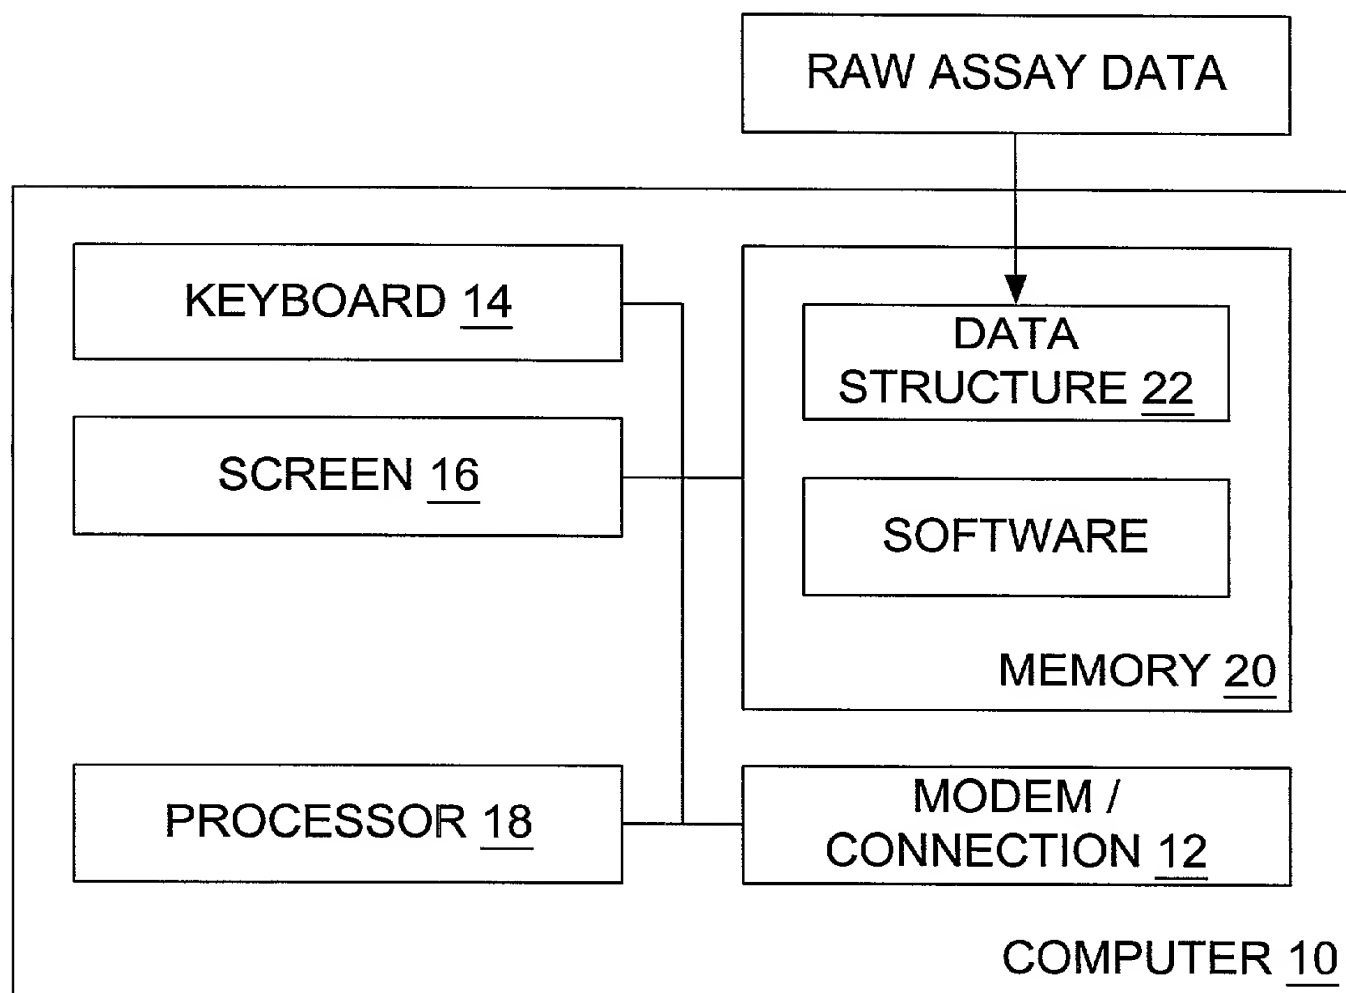 RAW ASSAY DATA
KEYBOARD 14
DATA
STRUCTURE 22
SCREEN 16
SOFTWARE
MEMORY 20
PROCESSOR 18
MODEM /
CONNECTION 12
COMPUTER 10